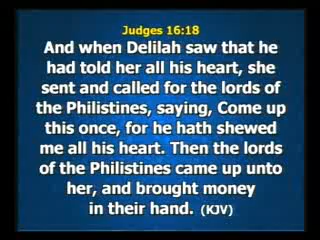 Judges 16:18
And when Delilah saw that he
had told her all his heart, she
sent and called for the lords of
the Philistines, saying, Come up
this once, for he hath shewed
me all his heart. Then the lords
of the Philistines came up unto
her, and brought money
in their hand. (KJV)